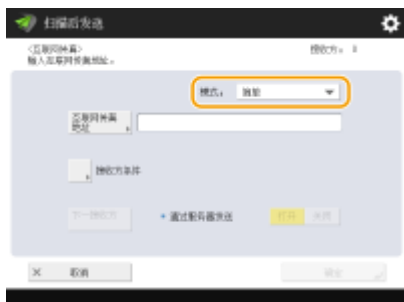 扫描后发送
<互联网传真>
输入互联网传真地址。
接收方: 0
模式:
互联网传真
地址
接收方条件
下一接收方
通过服务器发送
打开 关闭
× 取消
确定